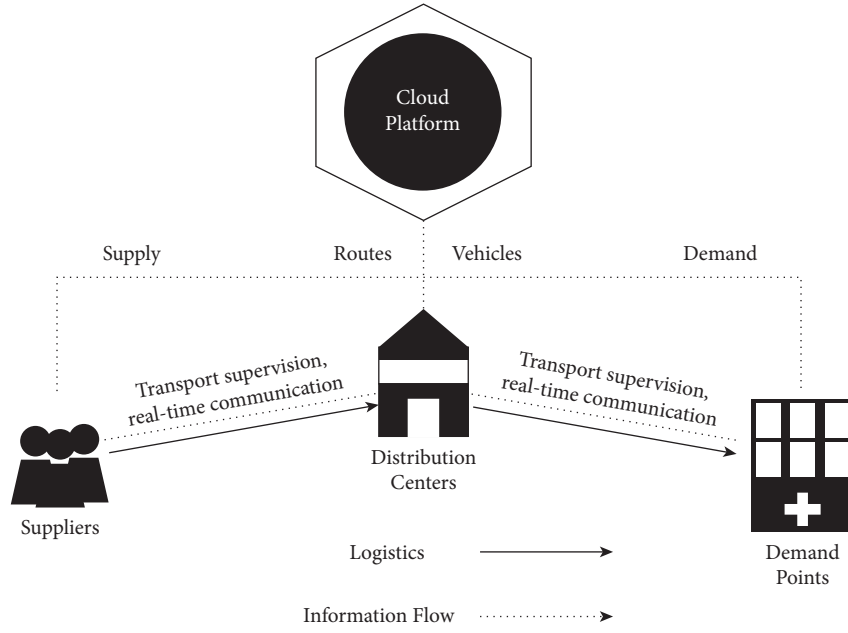 Cloud
Platform
Supply
Routes
Vehicles
Demand
Transport supervision,
real-time communication
Transport supervision,
real-time communication
Distribution
Centers
Suppliers
Demand
Points
Logistics
Information Flow